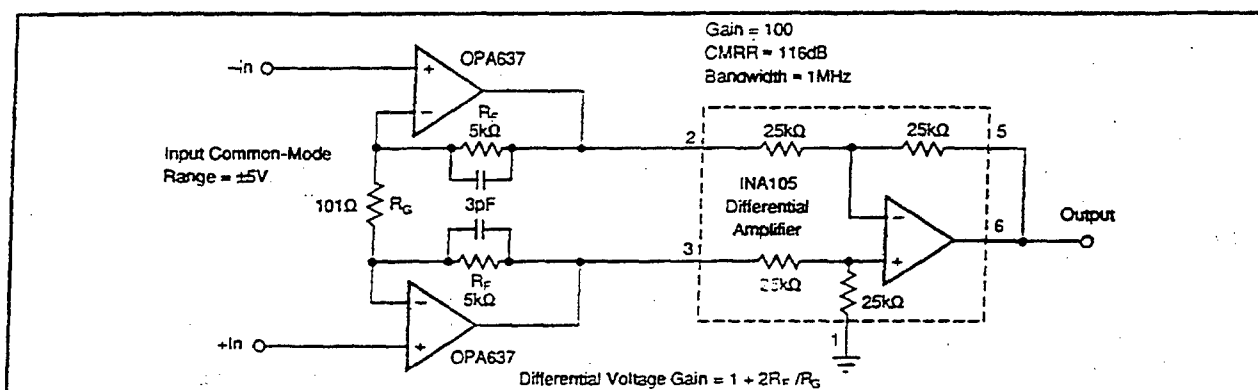 Gain = 100
CMRR = 116dB
Bandwidth = 1MHz
OPA637
–In
+
–
RF
5kΩ
Input Common-Mode
Range = ±5V
3pF
101Ω
RG
RF
5kΩ
–
+
+In
OPA637
2
25kΩ
25kΩ
5
INA105
Differential
Amplifier
–
+
6
Output
3
25kΩ
25kΩ
1
Differential Voltage Gain = 1 + 2RF /RG